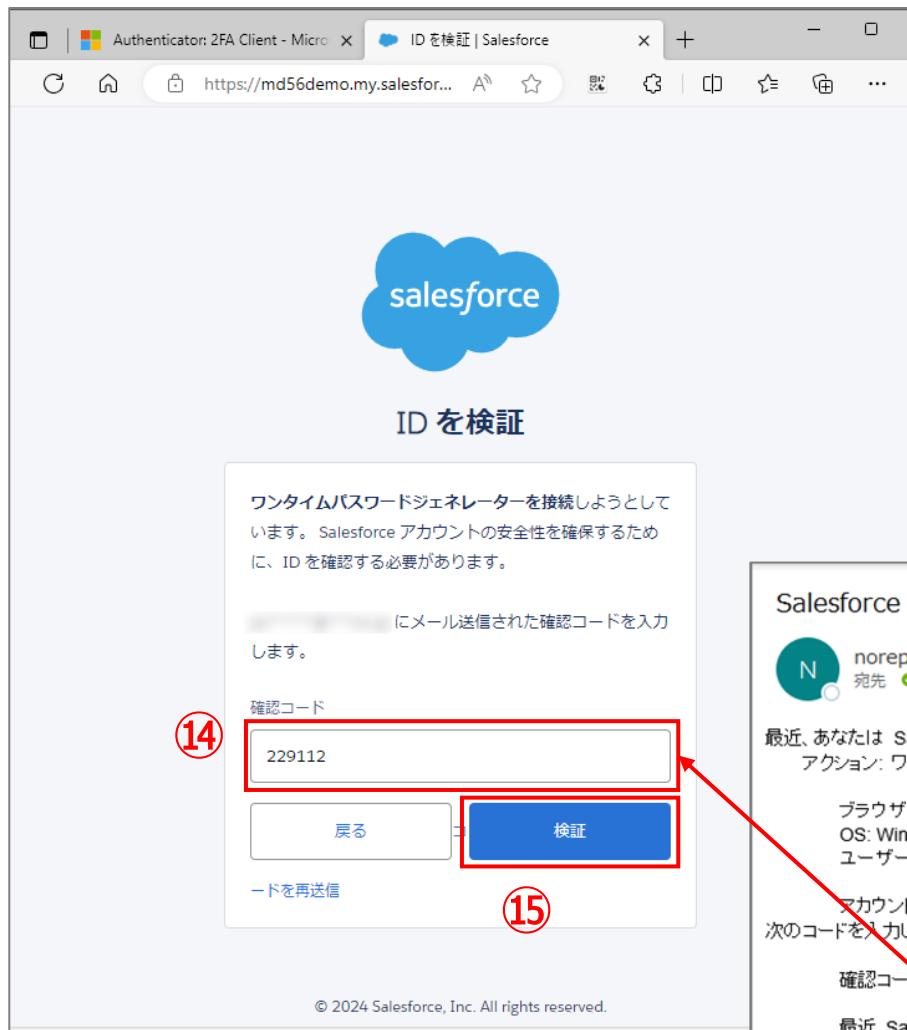 Authenticator: 2FA Client - Micro
ID を検証 | Salesforce
https://md56demo.my.salesfor...
salesforce
ID を検証
ワンタイムパスワードジェネレーターを接続しようとして
います。 Salesforce アカウントの安全性を確保するため
に、ID を確認する必要があります。
にメール送信された確認コードを入力
します。
確認コード
⑭
229112
戻る
コ
検証
ードを再送信
⑮
© 2024 Salesforce, Inc. All rights reserved.
Salesforce
N
norep
宛先
最近、あなたは S
アクション: ワ
ブラウザ
OS: Win
ユーザー
アカウント
次のコードを入力し
確認コー
最近 Sa